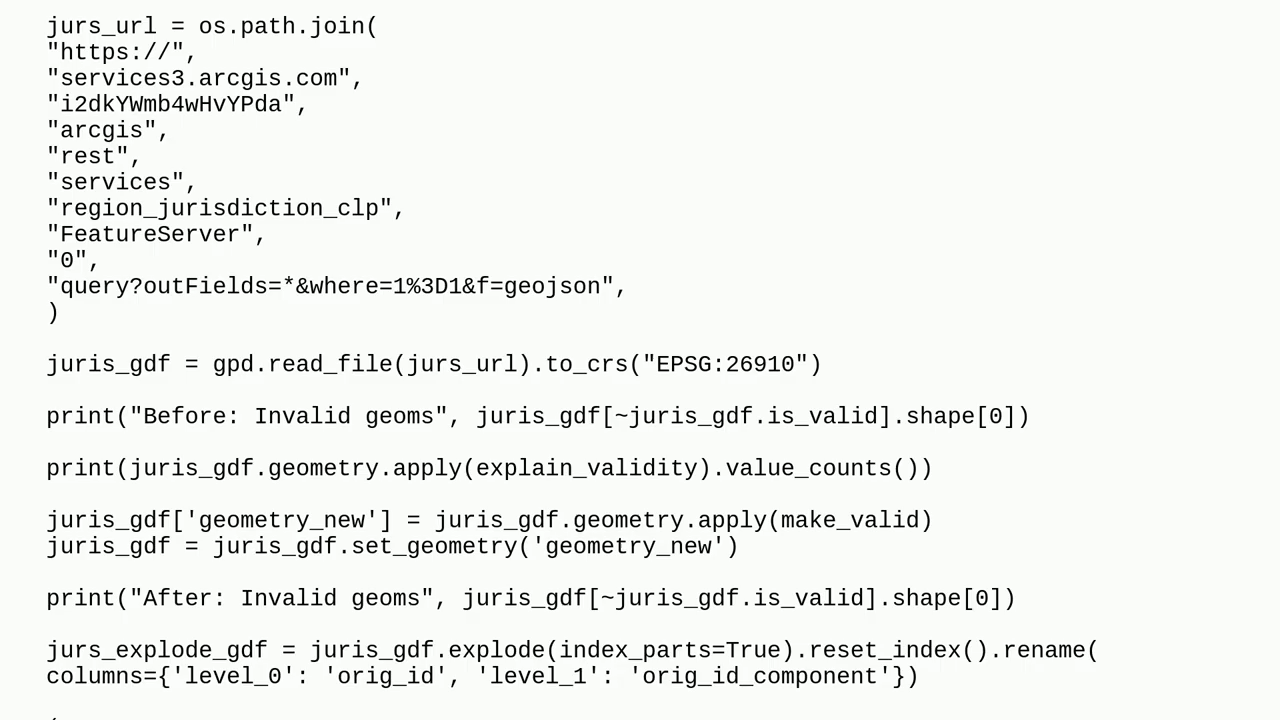 jurs_url = os.path.join(
"https://",
"services3.arcgis.com",
"i2dkYWmb4wHvYPda",
"arcgis",
"rest",
"services",
"region_jurisdiction_clp",
"FeatureServer",
"0",
"query?outFields=*&where=1%3D1&f=geojson",
)
juris_gdf = gpd.read_file(jurs_url).to_crs("EPSG:26910")
print("Before: Invalid geoms", juris_gdf[~juris_gdf.is_valid].shape[0])
print(juris_gdf.geometry.apply(explain_validity).value_counts())
juris_gdf['geometry_new'] = juris_gdf.geometry.apply(make_valid)
juris_gdf = juris_gdf.set_geometry('geometry_new')
print("After: Invalid geoms", juris_gdf[~juris_gdf.is_valid].shape[0])
jurs_explode_gdf = juris_gdf.explode(index_parts=True).reset_index().rename(
columns={'level_0': 'orig_id', 'level_1': 'orig_id_component'})